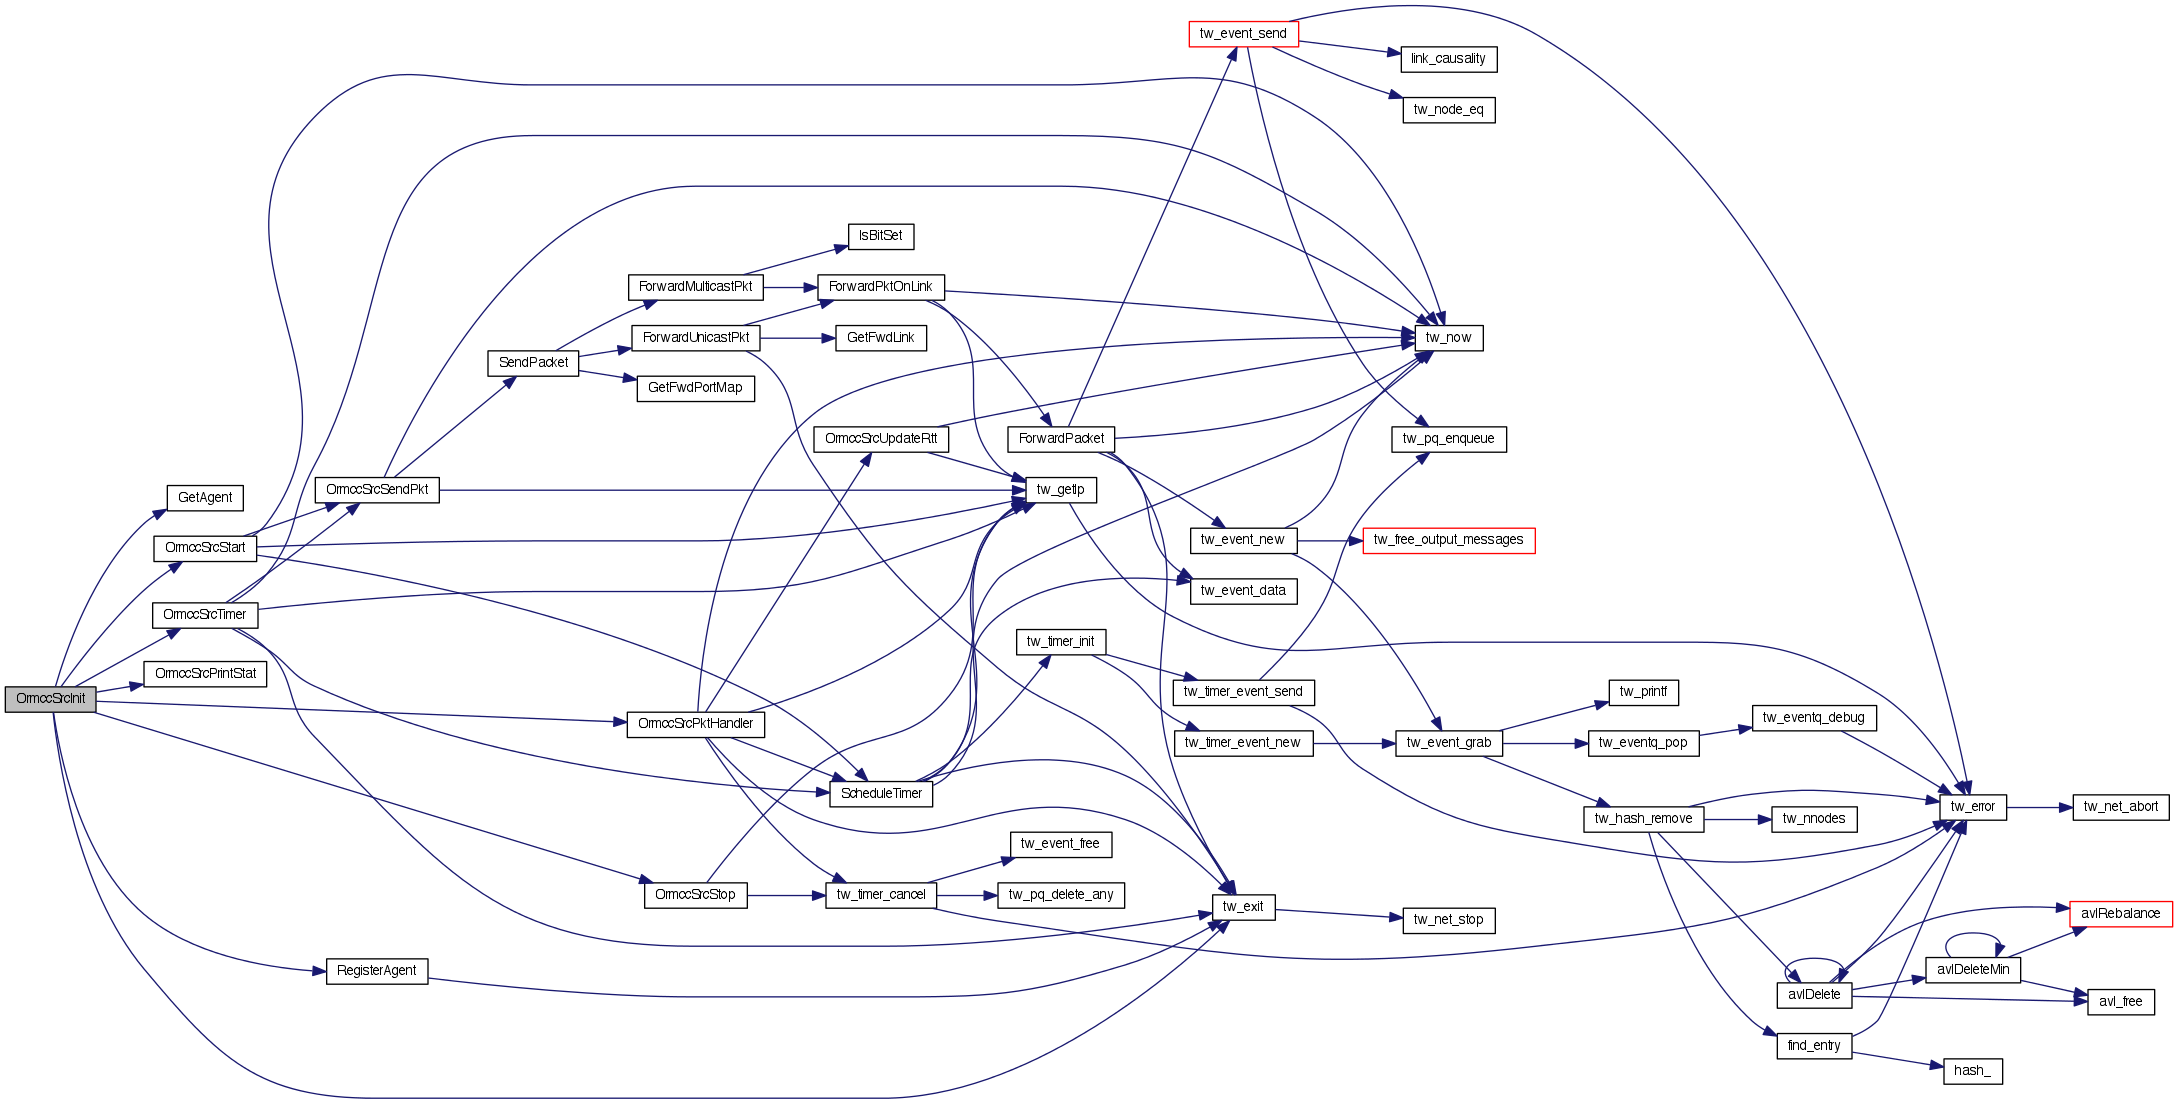 tw_event_send
link_causality
tw_node_eq
IsBitSet
ForwardMulticastPkt
ForwardPktOnLink
ForwardUnicastPkt
GetFwdLink
tw_now
SendPacket
GetFwdPortMap
OrmccSrcUpdateRtt
ForwardPacket
tw_pq_enqueue
GetAgent
OrmccSrcSendPkt
tw_getlp
OrmccSrcStart
tw_event_new
tw_free_output_messages
tw_event_data
OrmccSrcTimer
tw_timer_init
OrmccSrcPrintStat
OrmccSrcInit
tw_timer_event_send
tw_printf
OrmccSrcPktHandler
tw_eventq_debug
tw_timer_event_new
tw_event_grab
tw_eventq_pop
ScheduleTimer
tw_error
tw_net_abort
tw_hash_remove
tw_nnodes
tw_event_free
OrmccSrcStop
tw_timer_cancel
tw_pq_delete_any
tw_exit
tw_net_stop
avlRebalance
RegisterAgent
avlDeleteMin
avlDelete
avl_free
find_entry
hash_